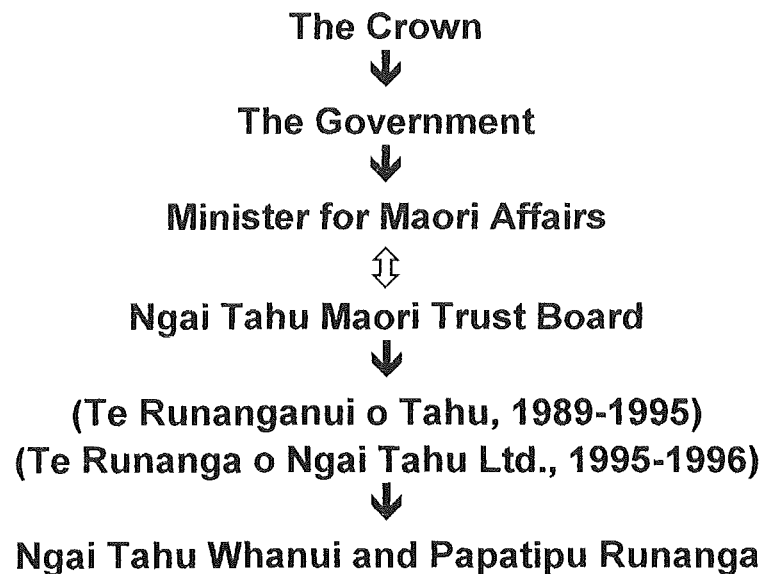 The Crown
The Government
Minister for Maori Affairs
Ngai Tahu Maori Trust Board
(Te Runanganui o Tahu, 1989-1995)
(Te Runanga o Ngai Tahu Ltd., 1995-1996)
Ngai Tahu Whanui and Papatipu Runanga